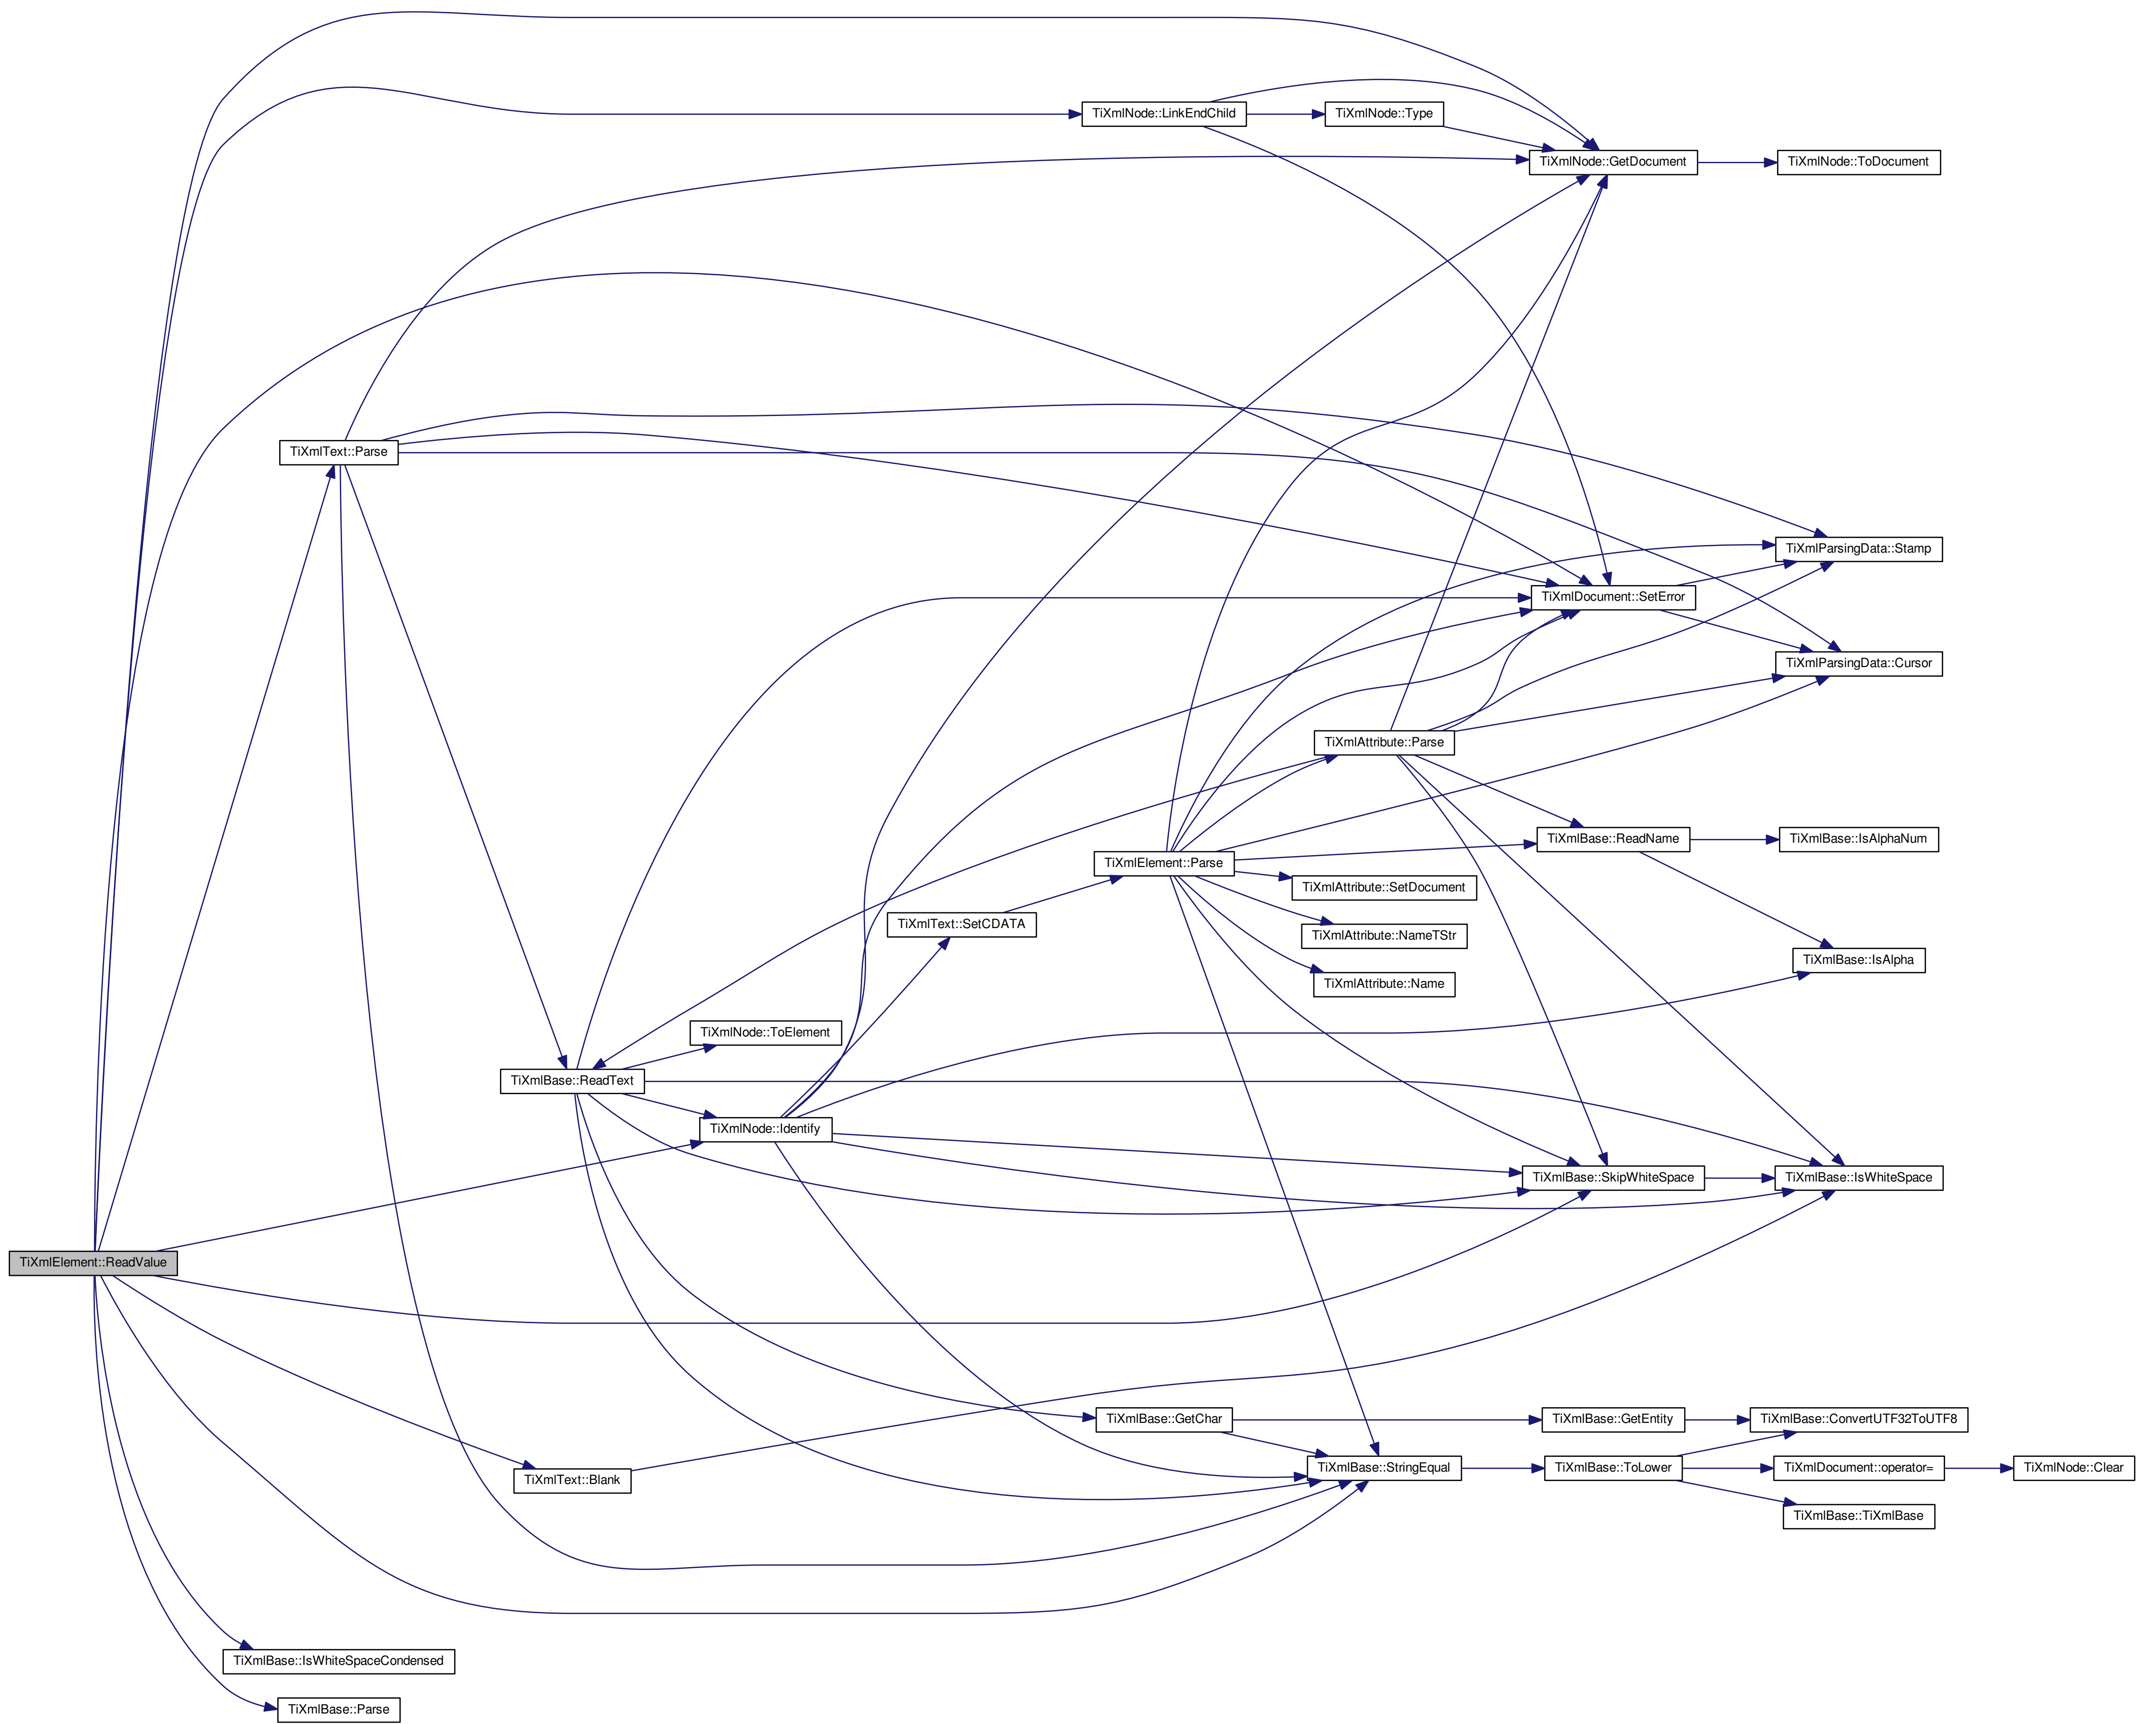 TiXmlNode::LinkEndChild
TiXmlNode::Type
TiXmlNode::GetDocument
TiXmlNode::ToDocument
TiXmlText::Parse
TiXmlParsingData::Stamp
TiXmlDocument::SetError
TiXmlParsingData::Cursor
TiXmlAttribute::Parse
TiXmlBase::ReadName
TiXmlBase::IsAlphaNum
TiXmlElement::Parse
TiXmlAttribute::SetDocument
TiXmlText::SetCDATA
TiXmlAttribute::NameTStr
TiXmlBase::IsAlpha
TiXmlAttribute::Name
TiXmlNode::ToElement
TiXmlBase::ReadText
TiXmlNode::Identify
TiXmlBase::SkipWhiteSpace
TiXmlBase::IsWhiteSpace
TiXmlElement::ReadValue
TiXmlBase::GetChar
TiXmlBase::GetEntity
TiXmlBase::ConvertUTF32ToUTF8
TiXmlText::Blank
TiXmlBase::StringEqual
TiXmlBase::ToLower
TiXmlDocument::operator=
TiXmlNode::Clear
TiXmlBase::TiXmlBase
TiXmlBase::IsWhiteSpaceCondensed
TiXmlBase::Parse